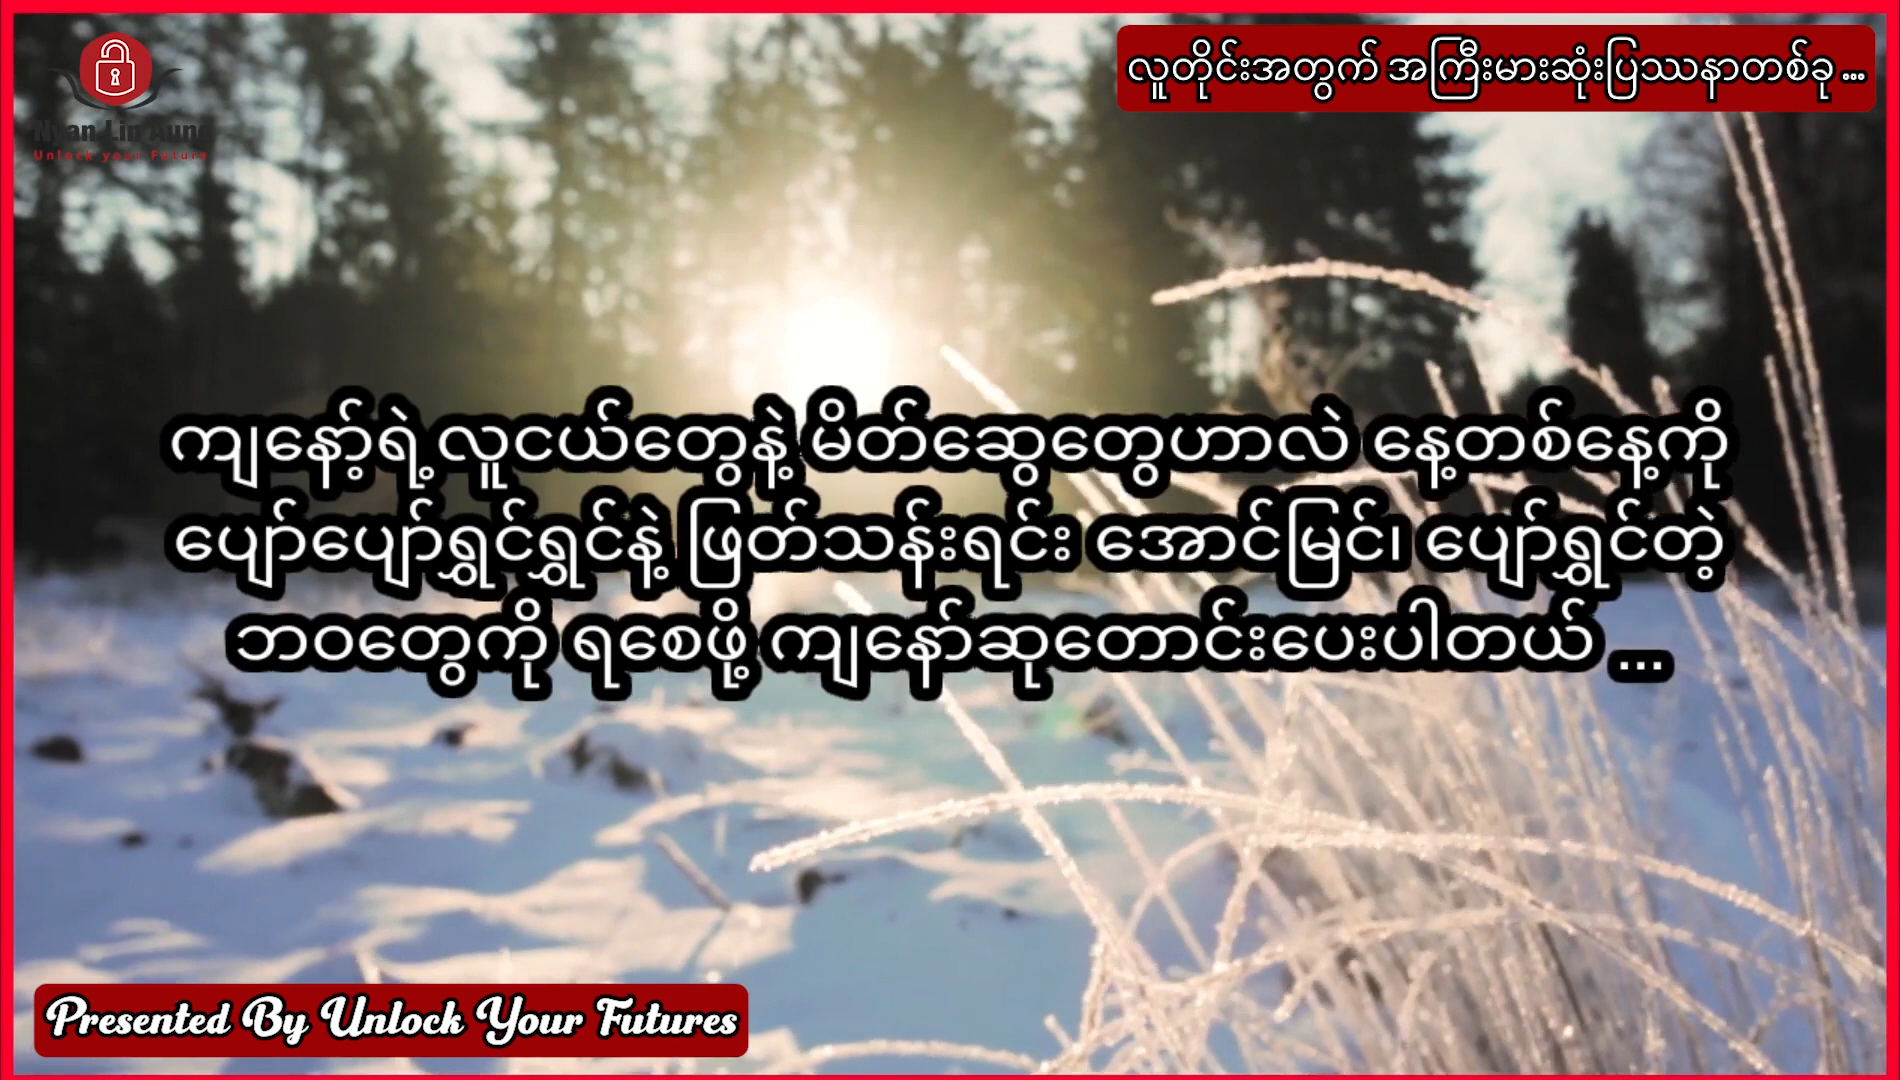 Nyan Lin Aung
Unlock your Future
လူတိုင်းအတွက် အကြီးမားဆုံးပြဿနာတစ်ခု ...
ကျနော့်ရဲ့လူငယ်တွေနဲ့ မိတ်ဆွေတွေဟာလဲ နေ့တစ်နေ့ကို
ပျော်ပျော်ရွှင်ရွှင်နဲ့ ဖြတ်သန်းရင်း အောင်မြင်၊ ပျော်ရွှင်တဲ့
ဘဝတွေကို ရစေဖို့ ကျနော်ဆုတောင်းပေးပါတယ် ...
Presented By Unlock Your Futures